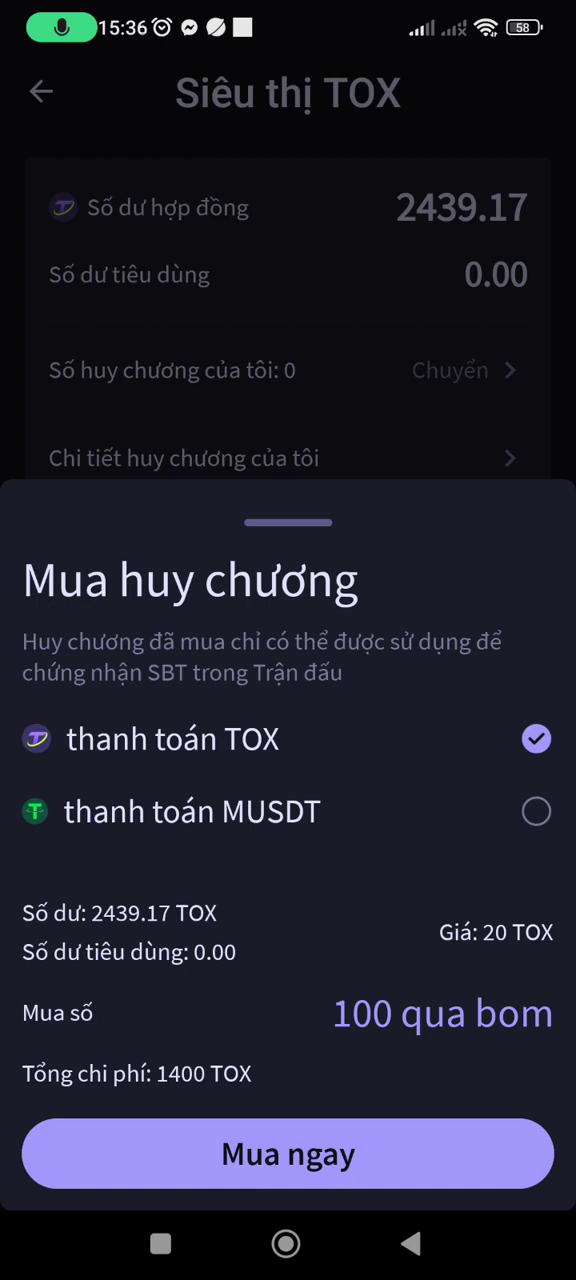 15:36
58
Siêu thị TOX
Số dư hợp đồng 2439.17
Số dư tiêu dùng 0.00
Số huy chương của tôi: 0 Chuyển
Chi tiết huy chương của tôi
Mua huy chương
Huy chương đã mua chỉ có thể được sử dụng để
chứng nhận SBT trong Trận đấu
thanh toán TOX
thanh toán MUSDT
Số dư: 2439.17 TOX
Giá: 20 TOX
Số dư tiêu dùng: 0.00
Mua số 100 qua bom
Tổng chi phí: 1400 TOX
Mua ngay